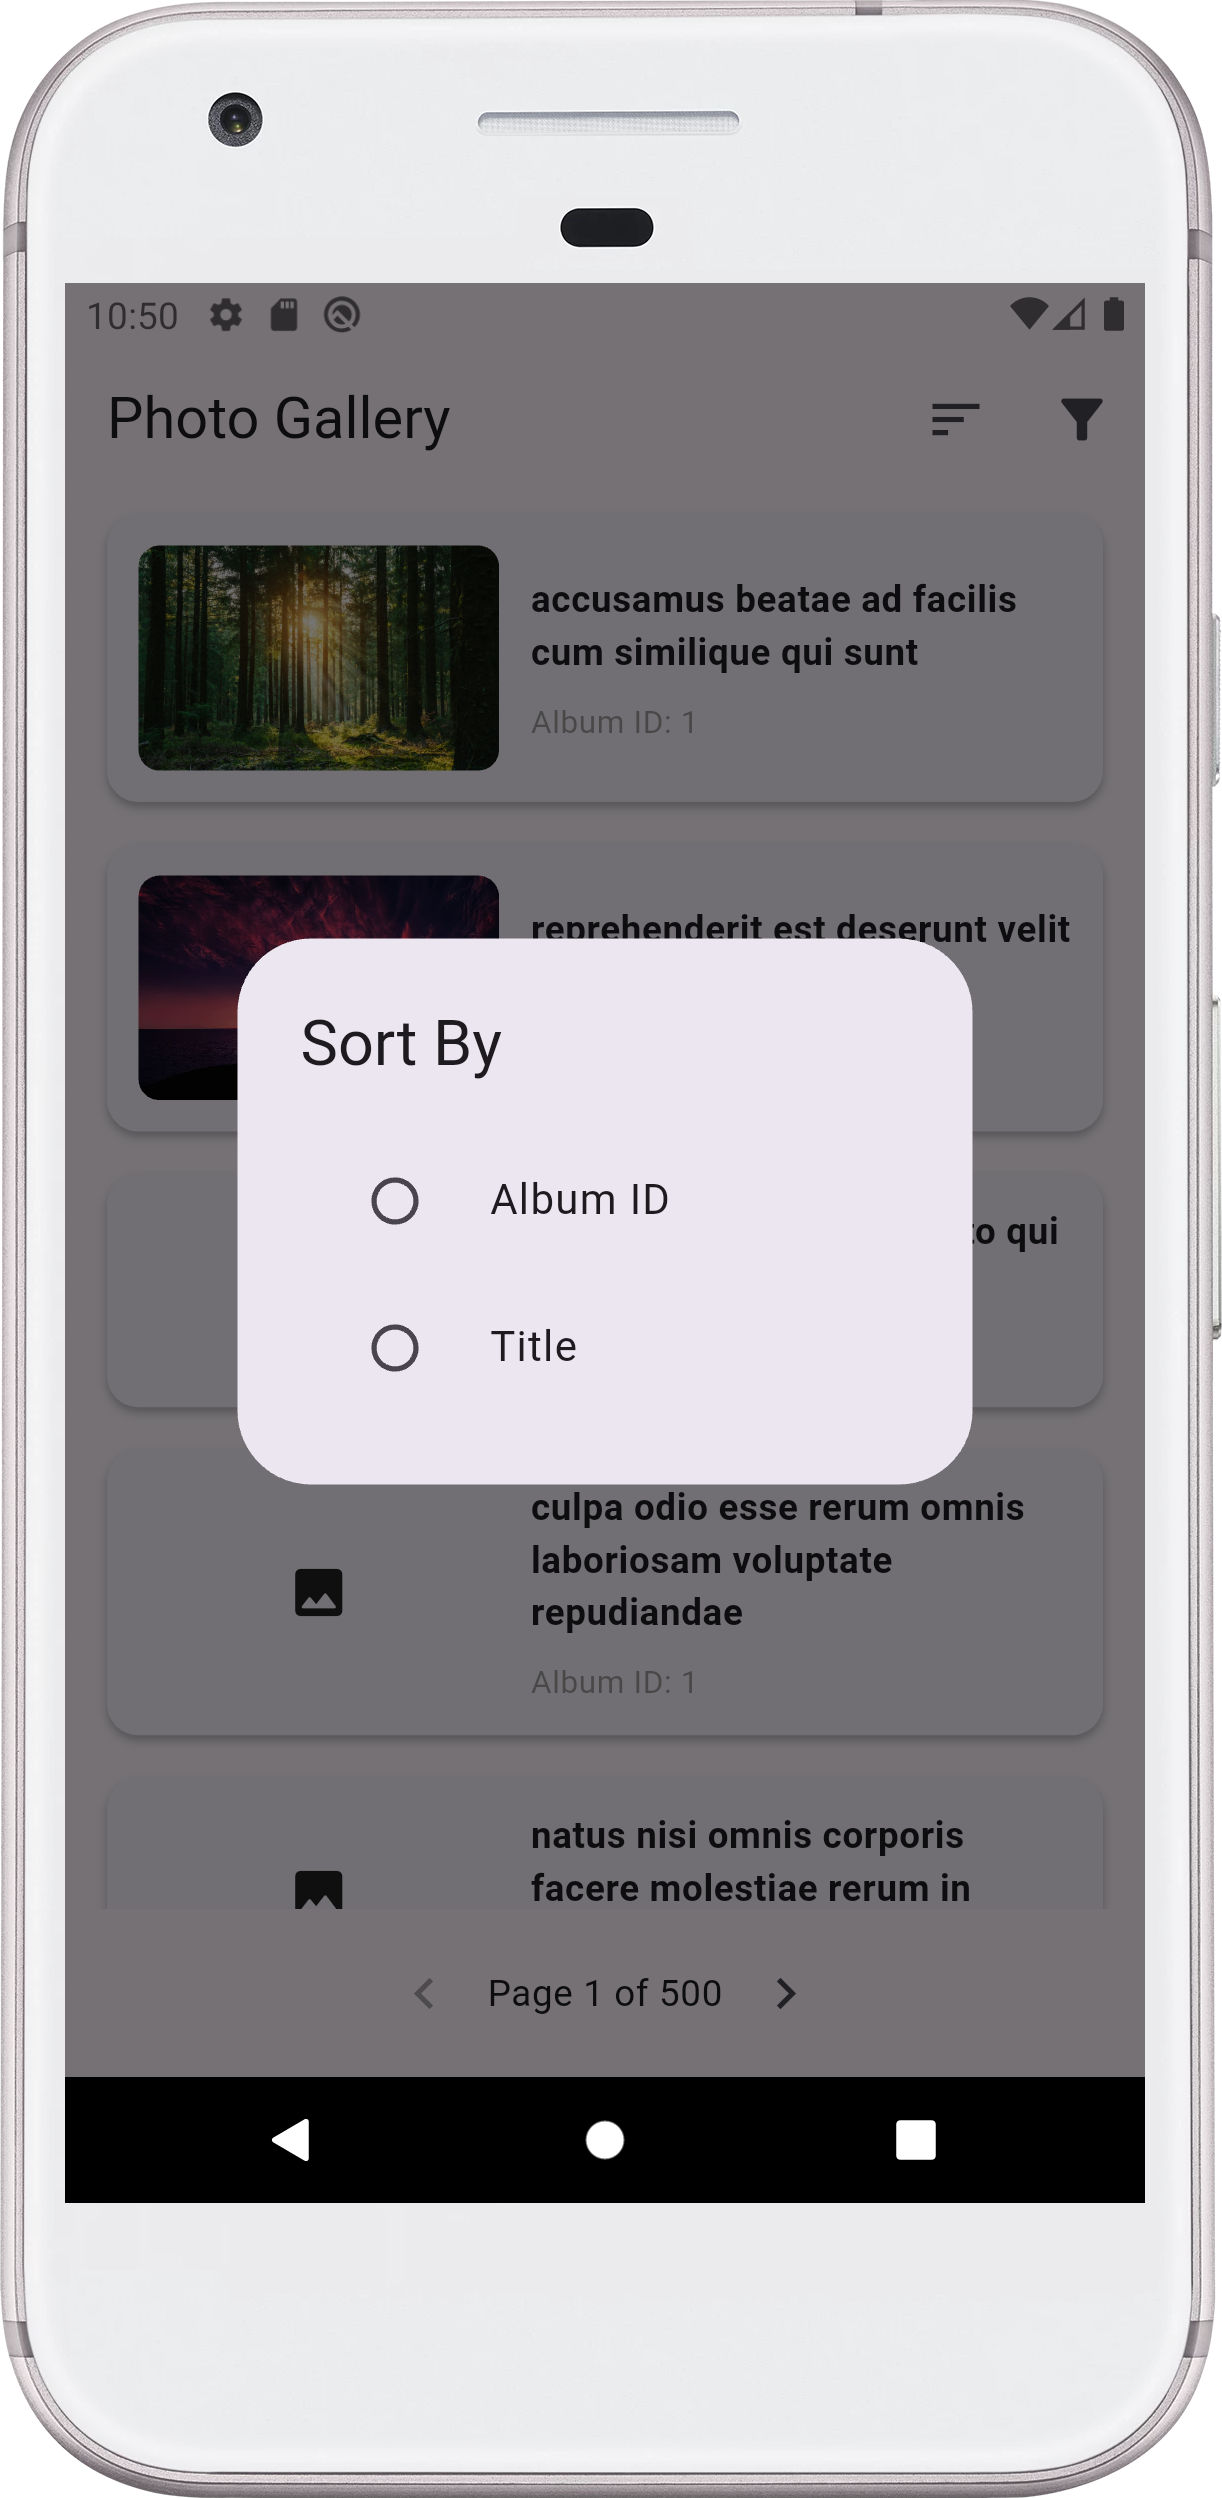 10:50
Photo Gallery
accusamus beatae ad facilis
cum similique qui sunt
Album ID: 1
reprehenderit est deserunt velit
Sort By
Album ID
Title
to qui
culpa odio esse rerum omnis
laboriosam voluptate
repudiandae
Album ID: 1
natus nisi omnis corporis
facere molestiae rerum in
Page 1 of 500